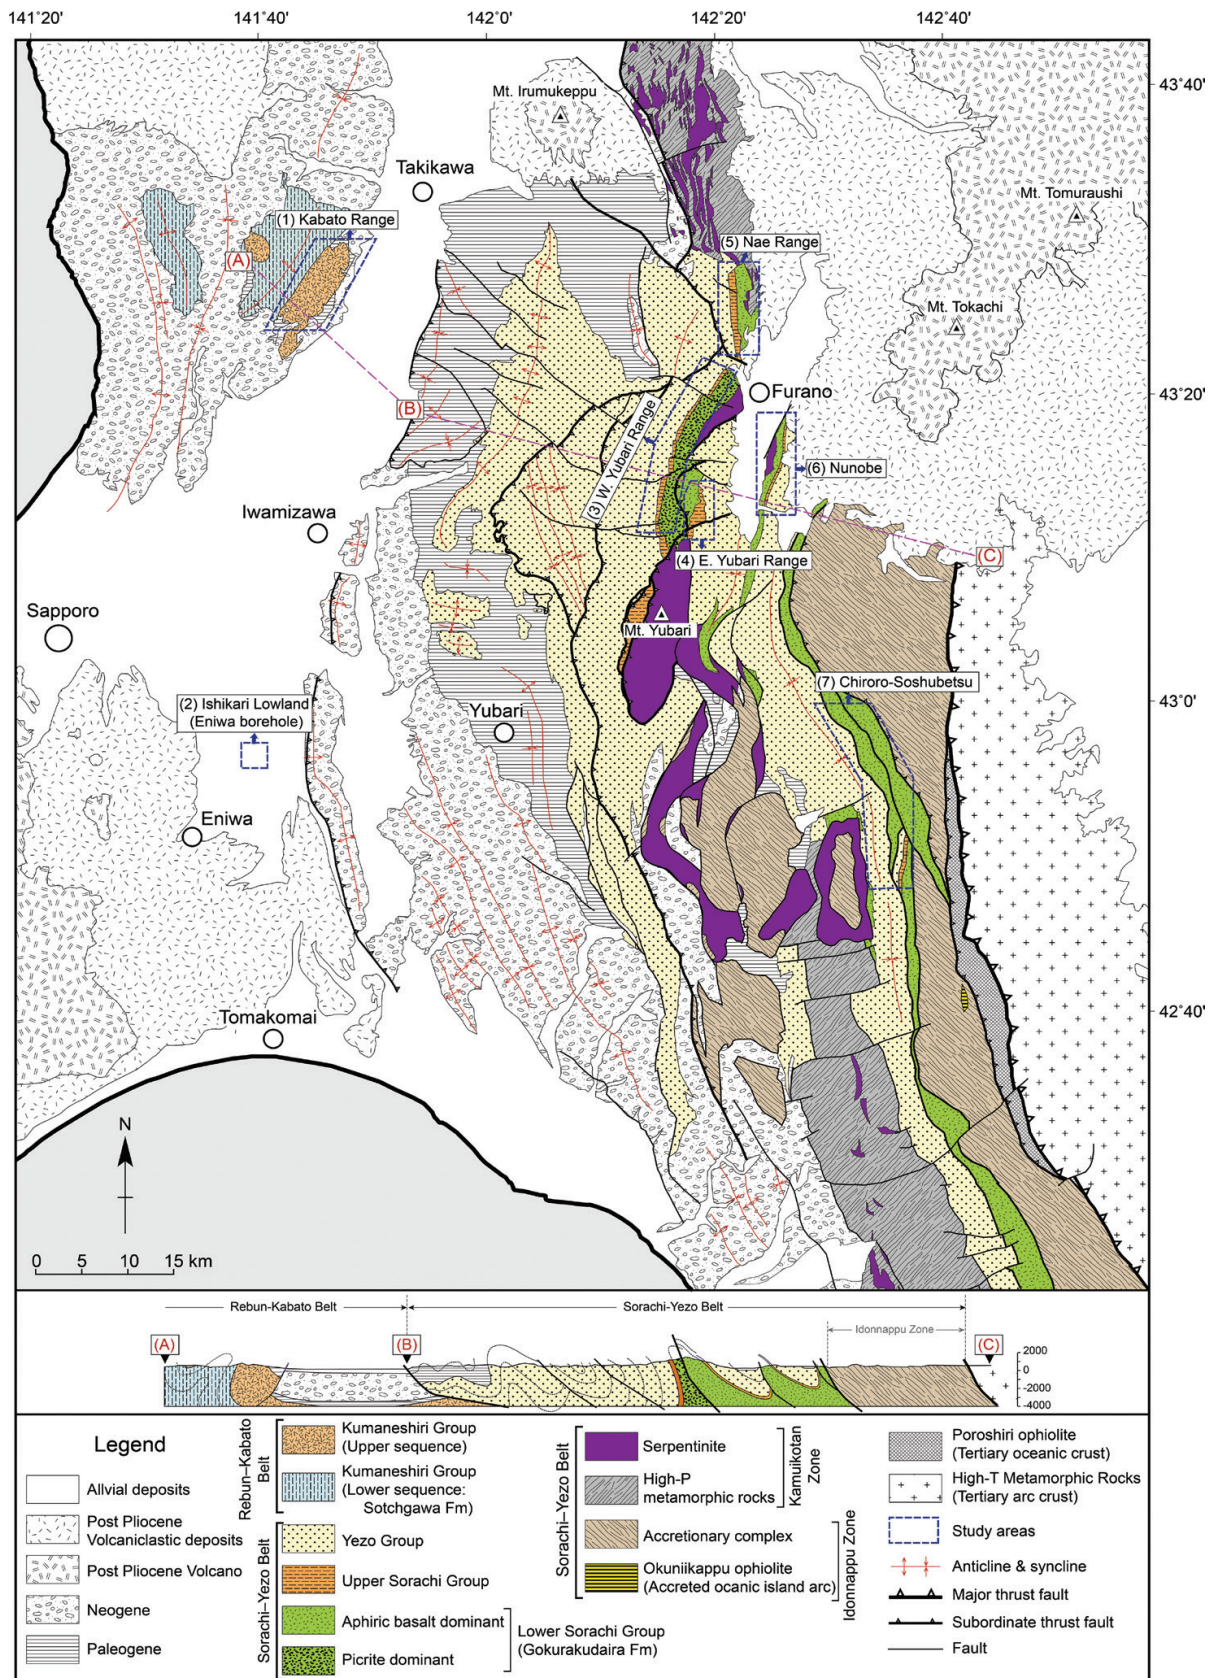 141°20'
141°40'
142°0'
142°20'
142°40'
43°40'
Mt. Irumukeppu
Takikawa
Mt. Tomuraushi
(1) Kabato Range
(5) Nae Range
(A)
Mt. Tokachi
43°20'
Furano
(B)
(3) W. Yubari Range
(6) Nunobe
Iwamizawa
(C)
(4) E. Yubari Range
Sapporo
Mt. Yubari
(7) Chiroro-Soshubetsu
43°0'
(2) Ishikari Lowland
(Eniwa borehole)
Yubari
Eniwa
Tomakomai
42°40'
N
0 5 10 15 km
Rebun-Kabato Belt
Sorachi-Yezo Belt
Idonnappu Zone
(A)
(B)
(C)
2000
0
-2000
-4000
Legend
Allvial deposits
Post Pliocene
Volcaniclastic deposits
Post Pliocene Volcano
Neogene
Paleogene
Rebun–Kabato
Belt
Kumaneshiri Group
(Upper sequence)
Kumaneshiri Group
(Lower sequence:
Sotchgawa Fm)
Sorachi–Yezo Belt
Yezo Group
Upper Sorachi Group
Aphiric basalt dominant
Picrite dominant
Lower Sorachi Group
(Gokurakudaira Fm)
Sorachi–Yezo Belt
Serpentinite
High-P
metamorphic rocks
Kamuikotan
Zone
Accretionary complex
Okuniikappu ophiolite
(Accreted ocanic island arc)
Idonnappu Zone
Poroshiri ophiolite
(Tertiary oceanic crust)
High-T Metamorphic Rocks
(Tertiary arc crust)
Study areas
Anticline & syncline
Major thrust fault
Subordinate thrust fault
Fault